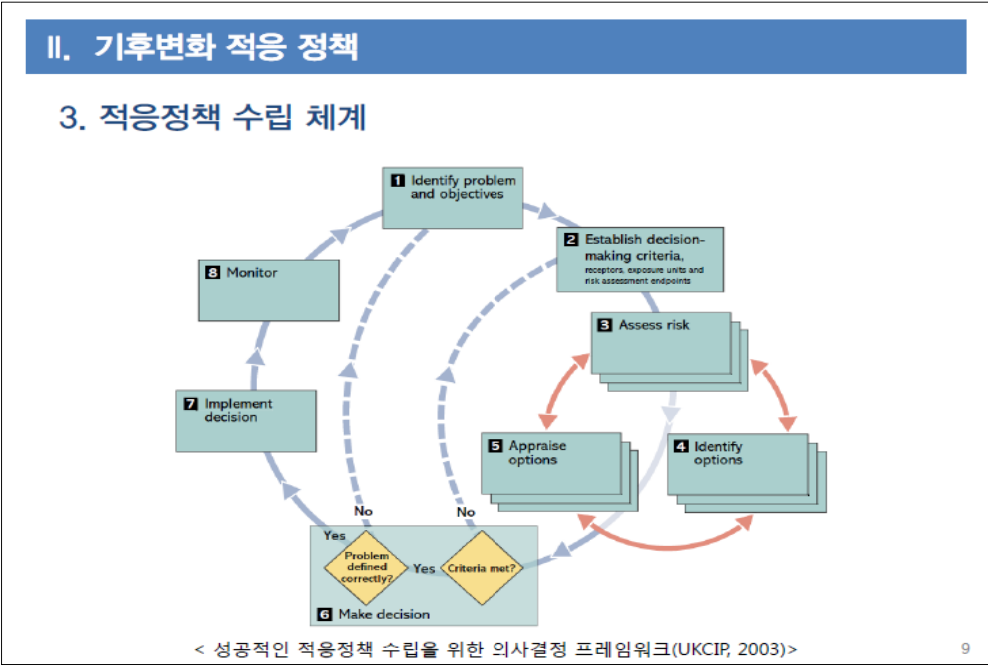 Ⅱ. 기후변화 적응 정책
3. 적응정책 수립 체계
1 Identify problem
and objectives
2 Establish decision-
making criteria,
receptors, exposure units and
risk assessment endpoints
8 Monitor
3 Assess risk
7 Implement
decision
5 Appraise
options
4 Identify
options
No
No
Yes
Problem
defined
correctly?
Yes
Criteria met?
6 Make decision
< 성공적인 적응정책 수립을 위한 의사결정 프레임워크(UKCIP, 2003)>
9